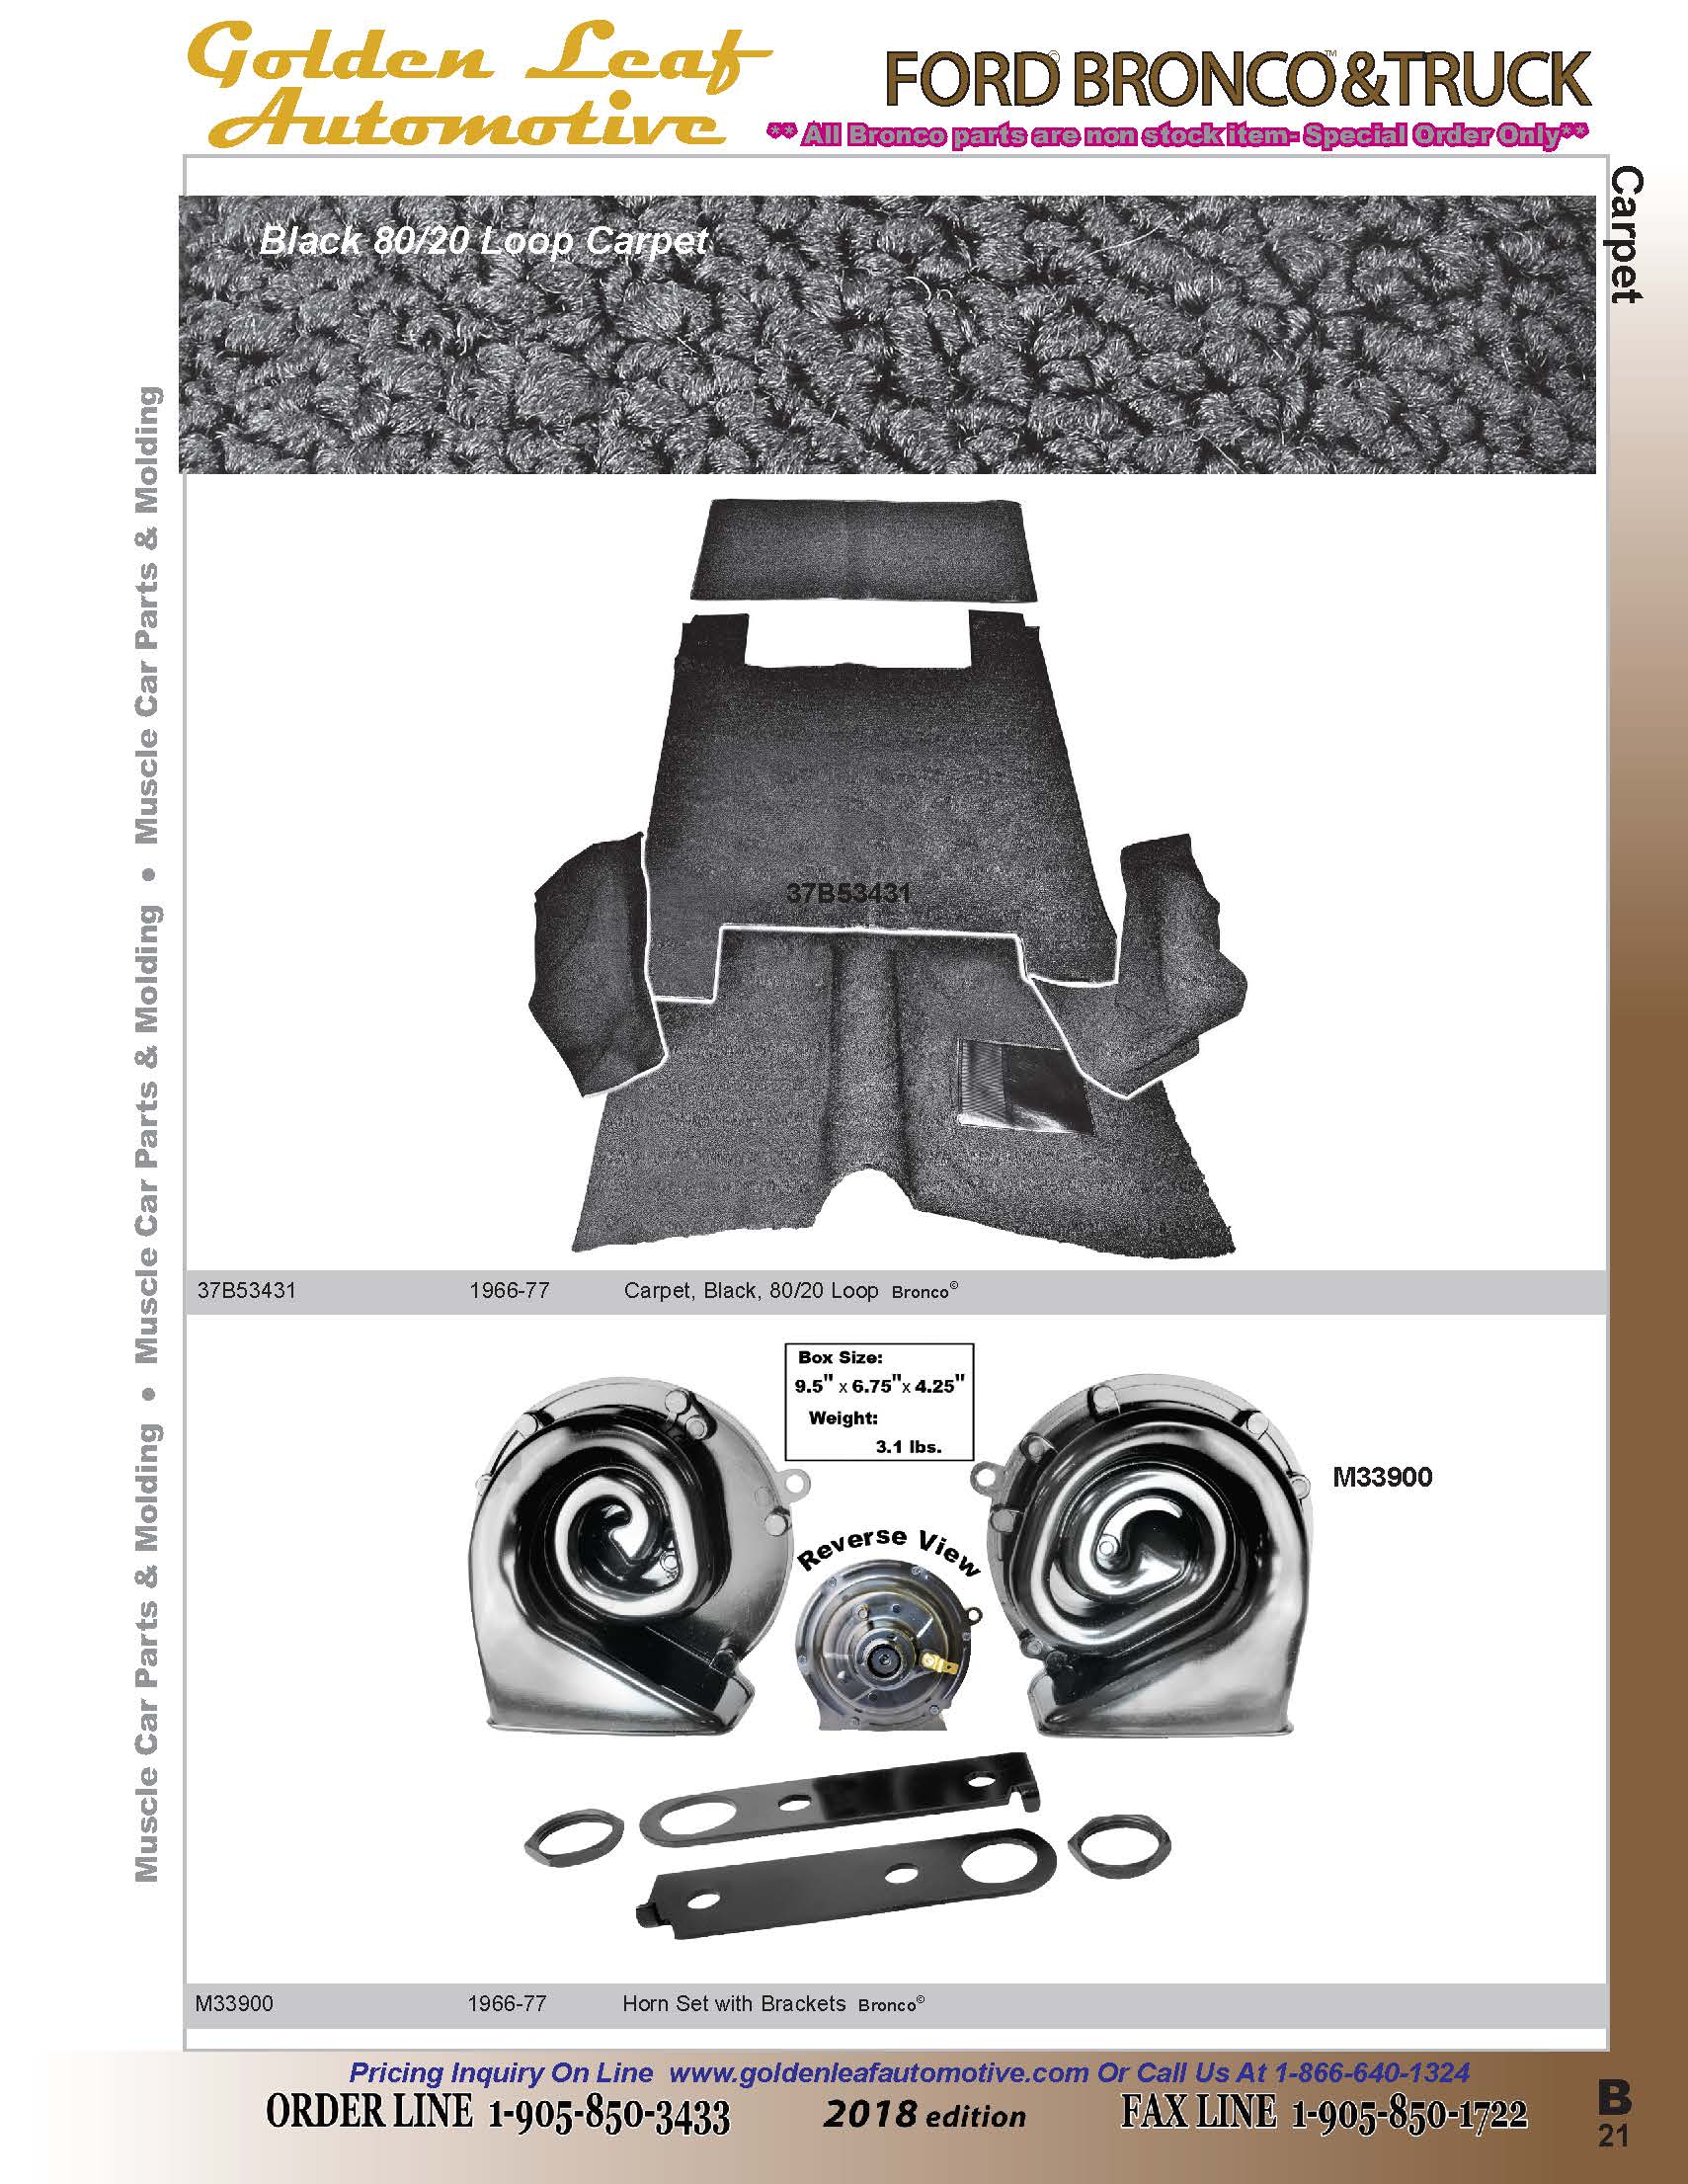 Golden Leaf
Automotive
FORD© BRONCO™&TRUCK
** All Bronco parts are non stock item- Special Order Only**
Carpet
Black 80/20 Loop Carpet
Muscle Car Parts & Molding • Muscle Car Parts & Molding • Muscle Car Parts & Molding
37B53431
37B53431 1966-77 Carpet, Black, 80/20 Loop Bronco©
Box Size:
9.5" x 6.75" x 4.25"
Weight:
3.1 lbs.
M33900
Reverse View
M33900 1966-77 Horn Set with Brackets Bronco©
Pricing Inquiry On Line www.goldenleafautomotive.com Or Call Us At 1-866-640-1324
ORDER LINE 1-905-850-3433 2018 edition FAX LINE 1-905-850-1722
B
21